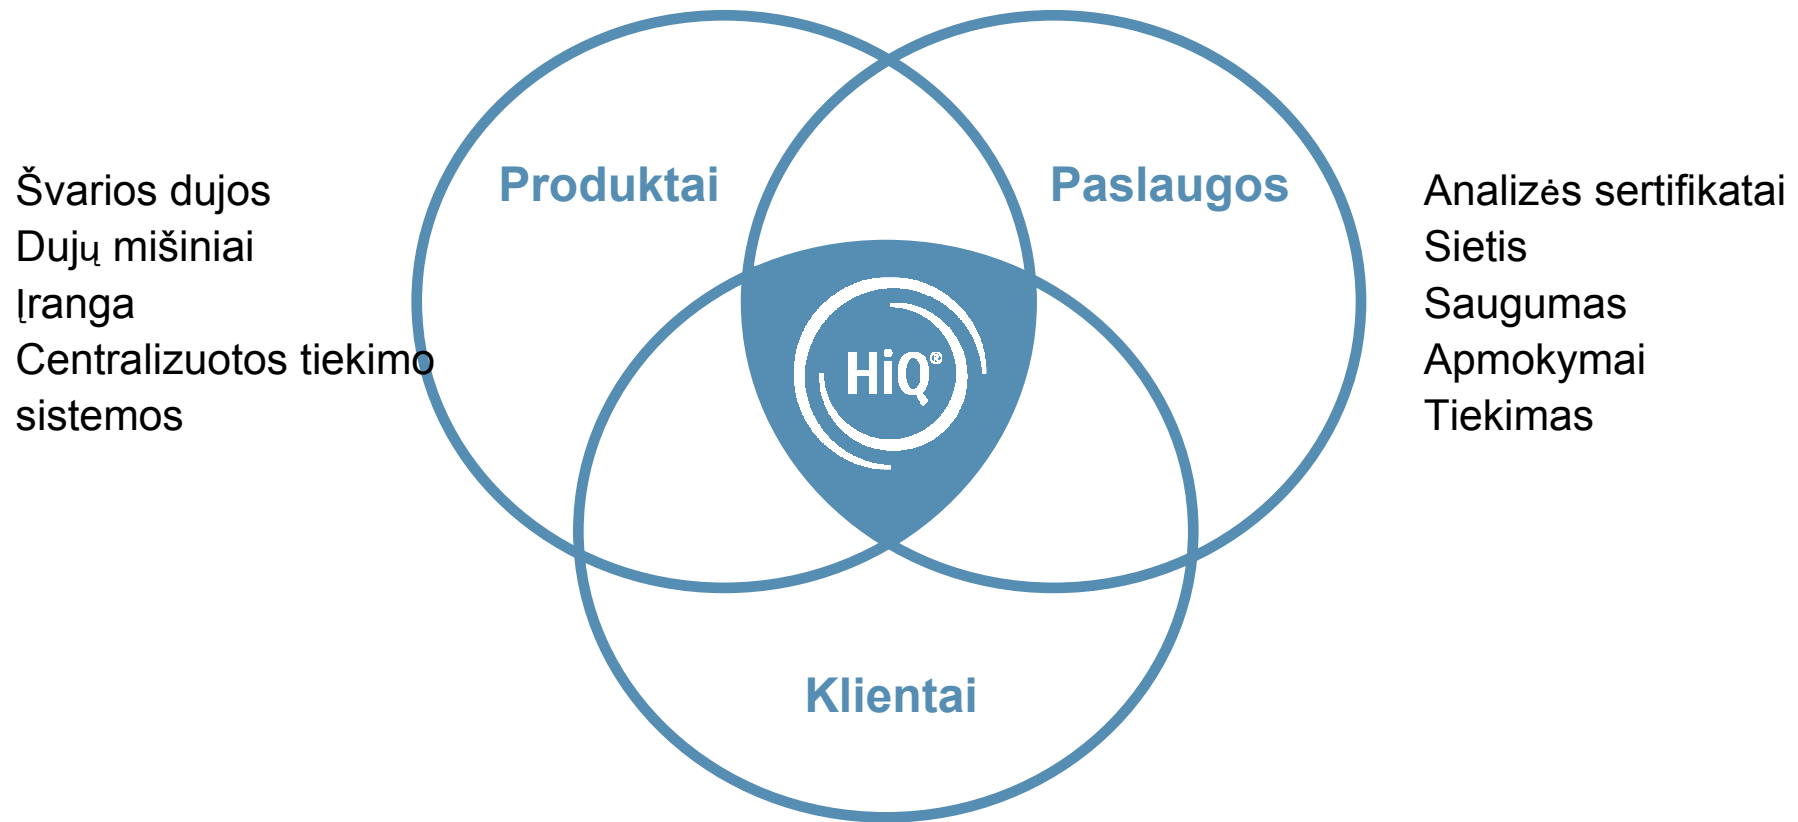 Švarios dujos
Dujų mišiniai
Įranga
Centralizuotos tiekimo
sistemos
Produktai
Paslaugos
Analizės sertifikatai
Sietis
Saugumas
Apmokymai
Tiekimas
HiQ®
Klientai